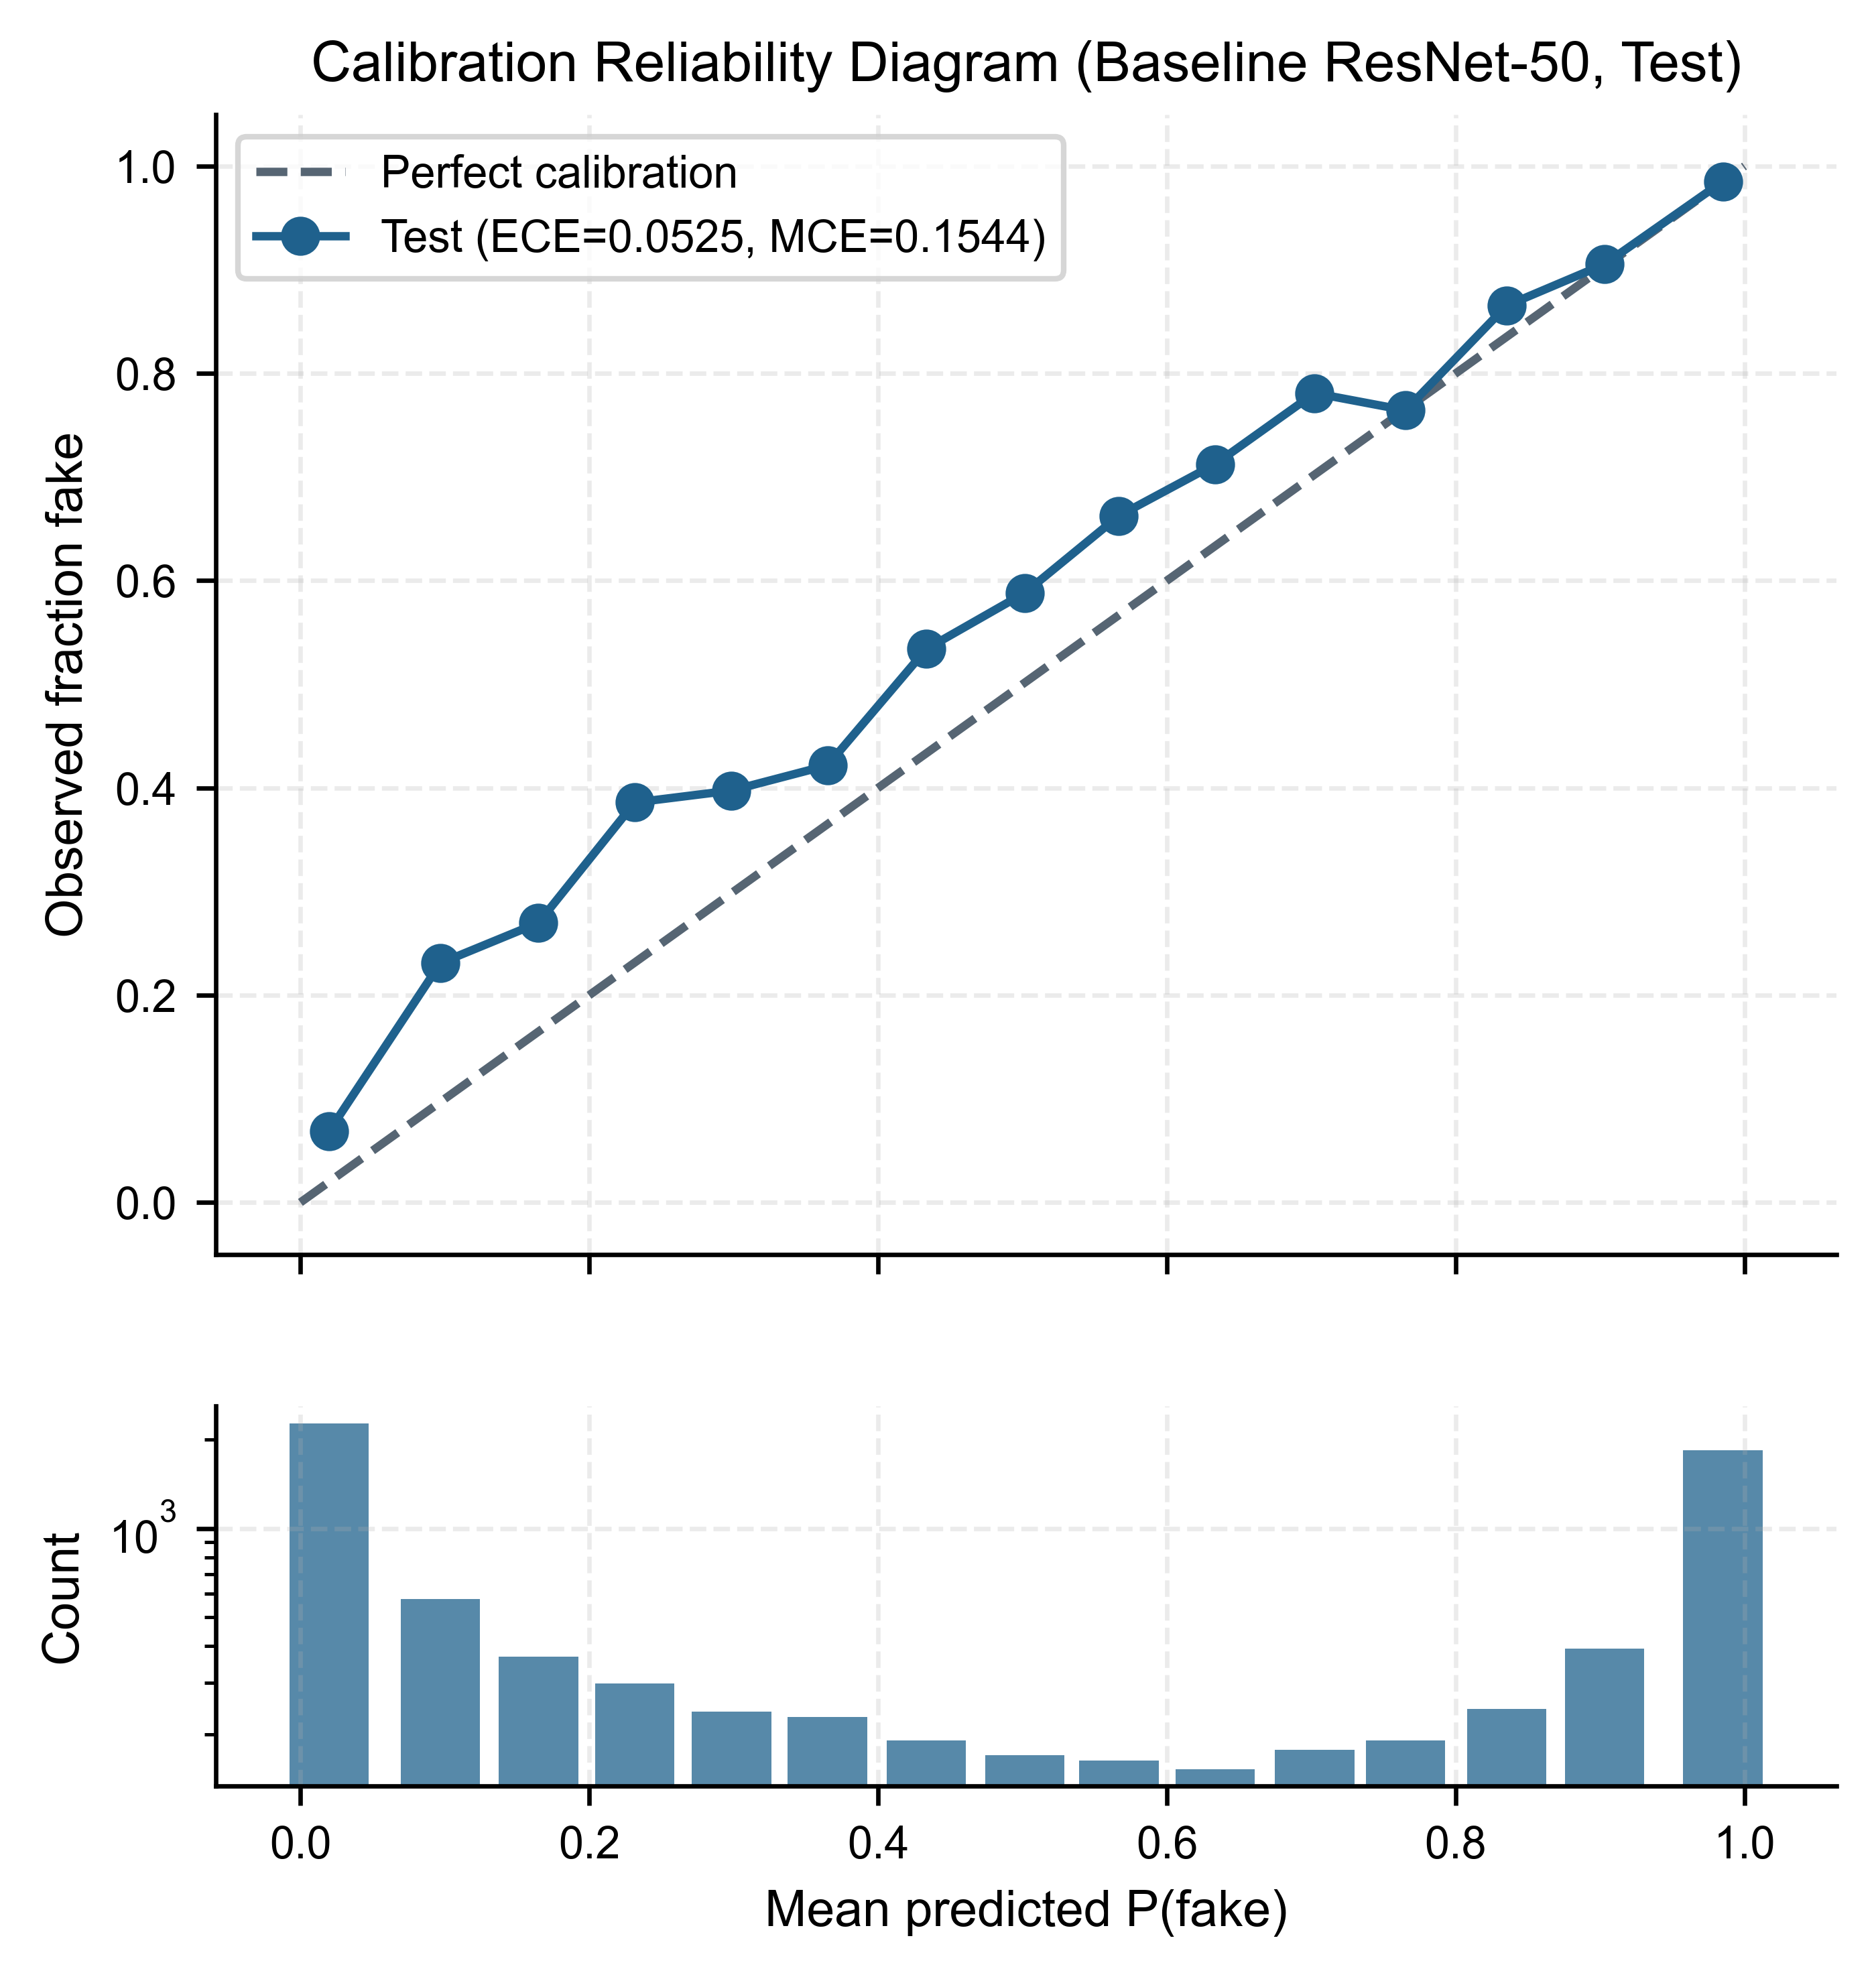 Calibration Reliability Diagram (Baseline ResNet-50, Test)
Perfect calibration
Test (ECE=0.0525, MCE=0.1544)
1.0
0.8
0.6
0.4
0.2
0.0
Observed fraction fake
10³
Count
0.0 0.2 0.4 0.6 0.8 1.0
Mean predicted P(fake)